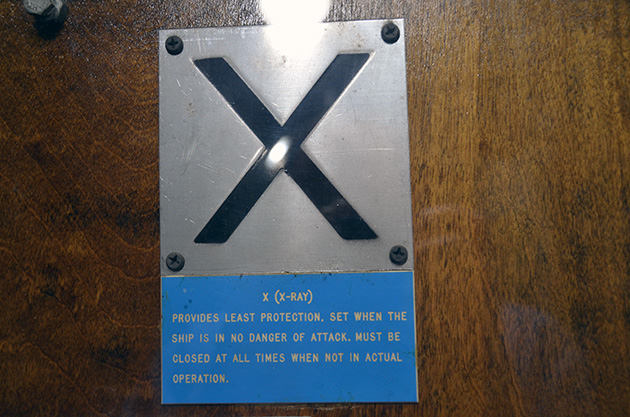 X
X (X-RAY)
PROVIDES LEAST PROTECTION. SET WHEN THE
SHIP IS IN NO DANGER OF ATTACK. MUST BE
CLOSED AT ALL TIMES WHEN NOT IN ACTUAL
OPERATION.